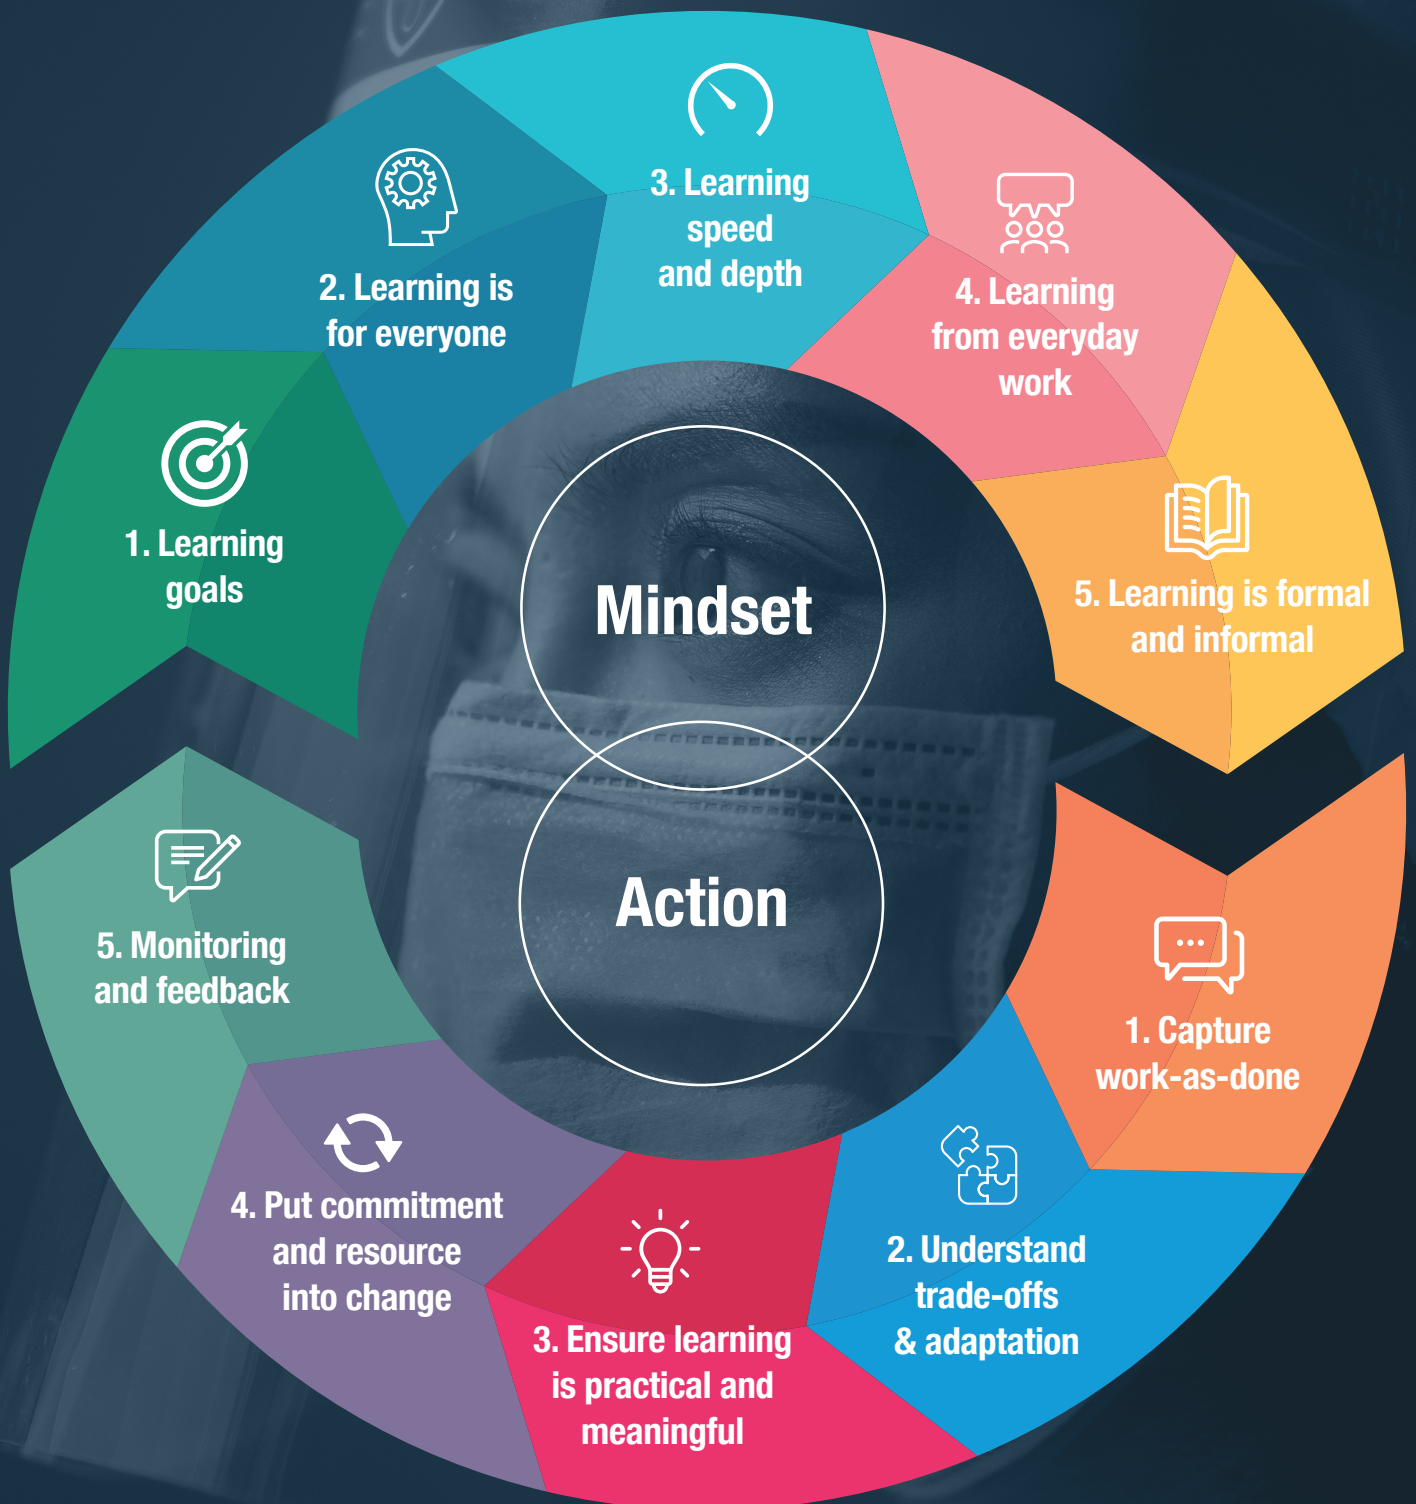 1. Learning
goals
2. Learning is
for everyone
3. Learning
speed
and depth
4. Learning
from everyday
work
5. Learning is formal
and informal
Mindset
Action
1. Capture
work-as-done
2. Understand
trade-offs
& adaptation
3. Ensure learning
is practical and
meaningful
4. Put commitment
and resource
into change
5. Monitoring
and feedback